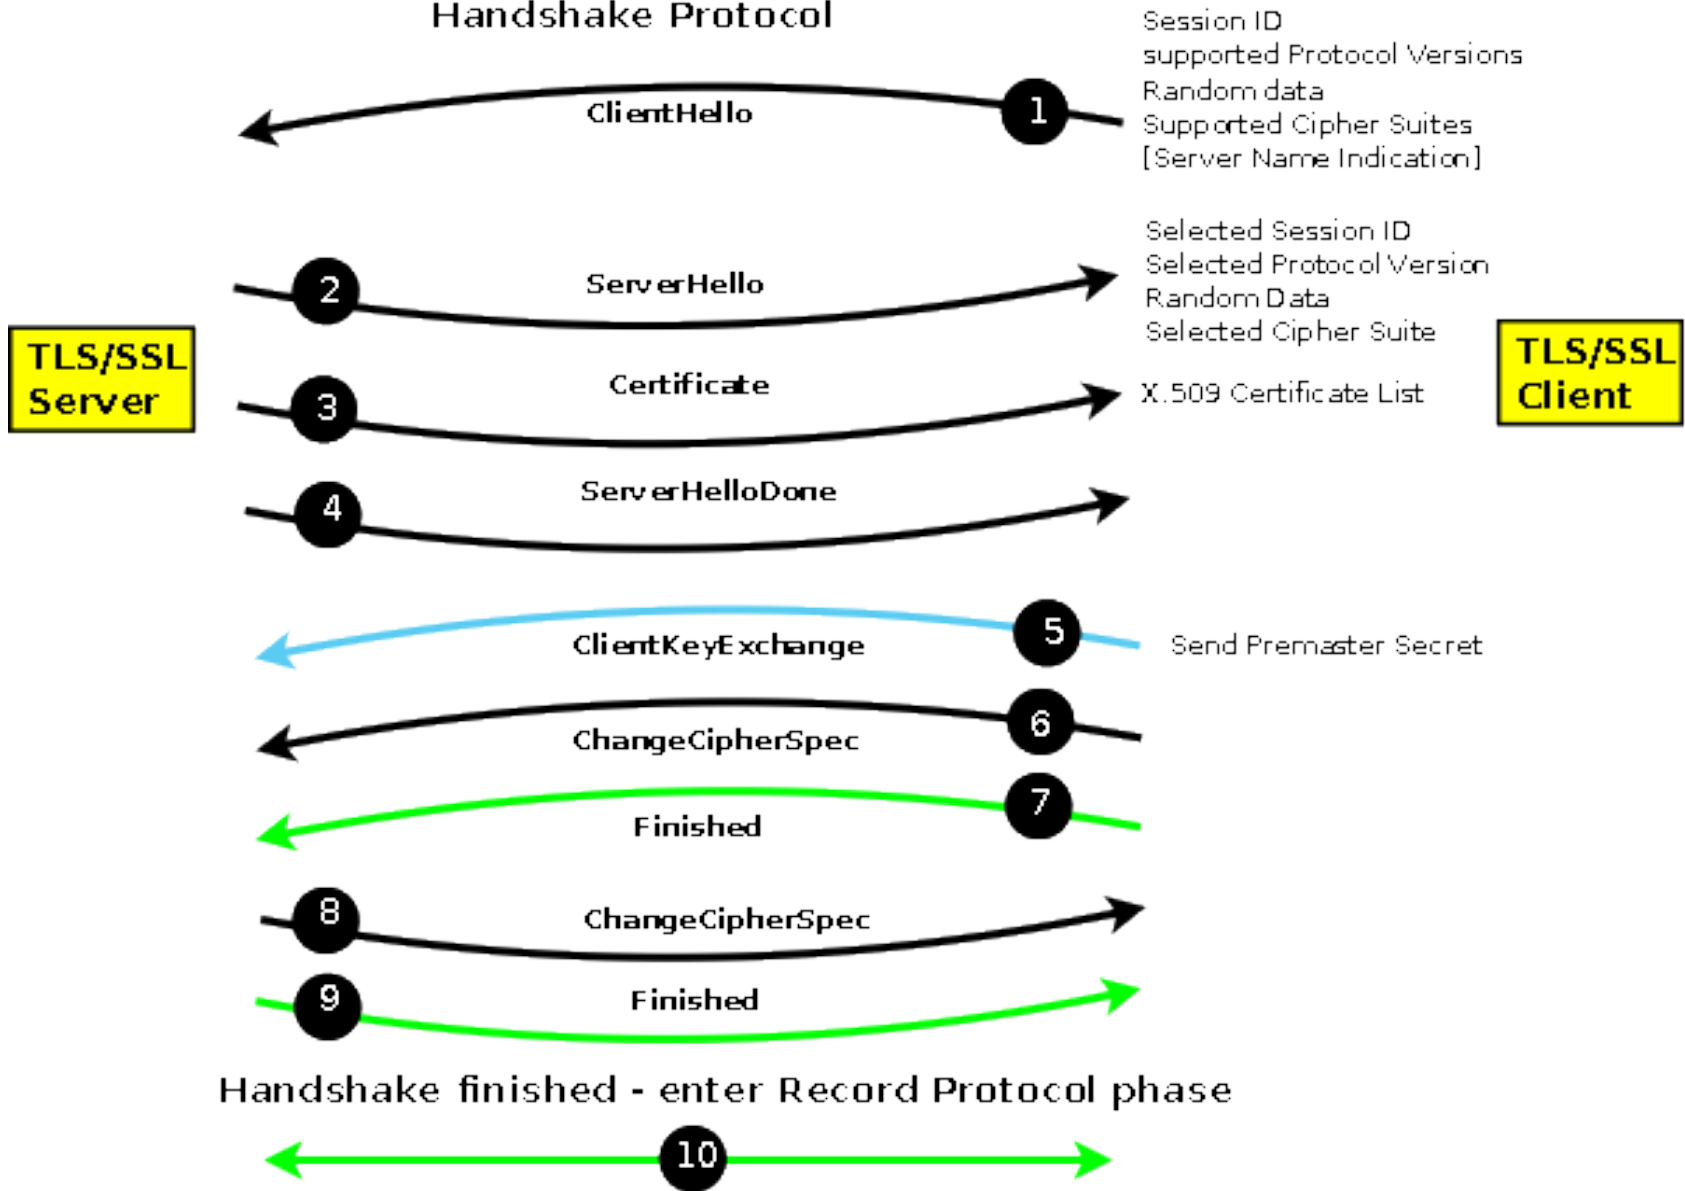 Handshake Protocol
Session ID
supported Protocol Versions
Random data
Supported Cipher Suites
[Server Name Indication]
ClientHello
1
Selected Session ID
Selected Protocol Version
Random Data
Selected Cipher Suite
2
ServerHello
TLS/SSL
Server
TLS/SSL
Client
3
Certificate
X.509 Certificate List
4
ServerHelloDone
ClientKeyExchange
5
Send Premaster Secret
ChangeCipherSpec
6
Finished
7
8
ChangeCipherSpec
9
Finished
Handshake finished - enter Record Protocol phase
10